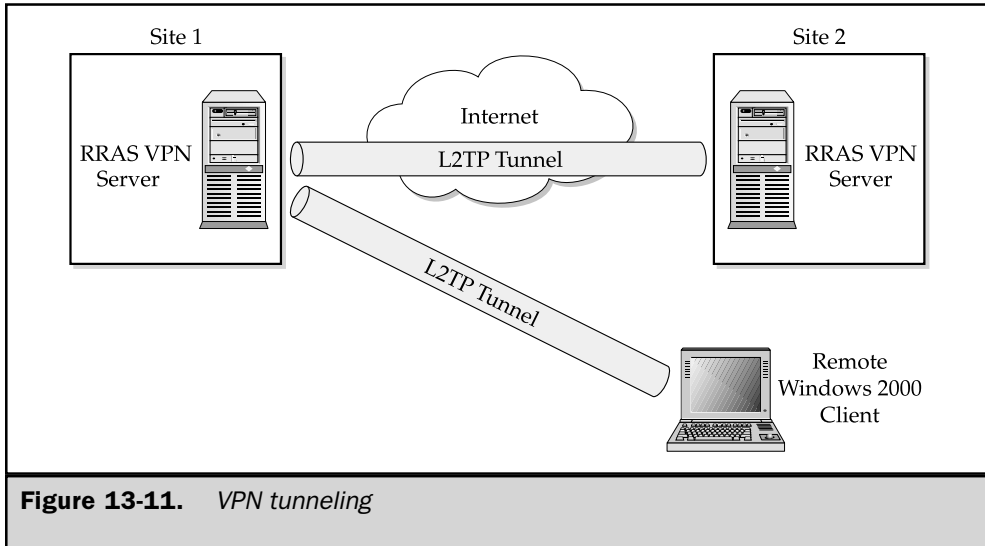 Site 1
Site 2
Internet
RRAS VPN
Server
L2TP Tunnel
RRAS VPN
Server
L2TP Tunnel
Remote
Windows 2000
Client
Figure 13-11. VPN tunneling